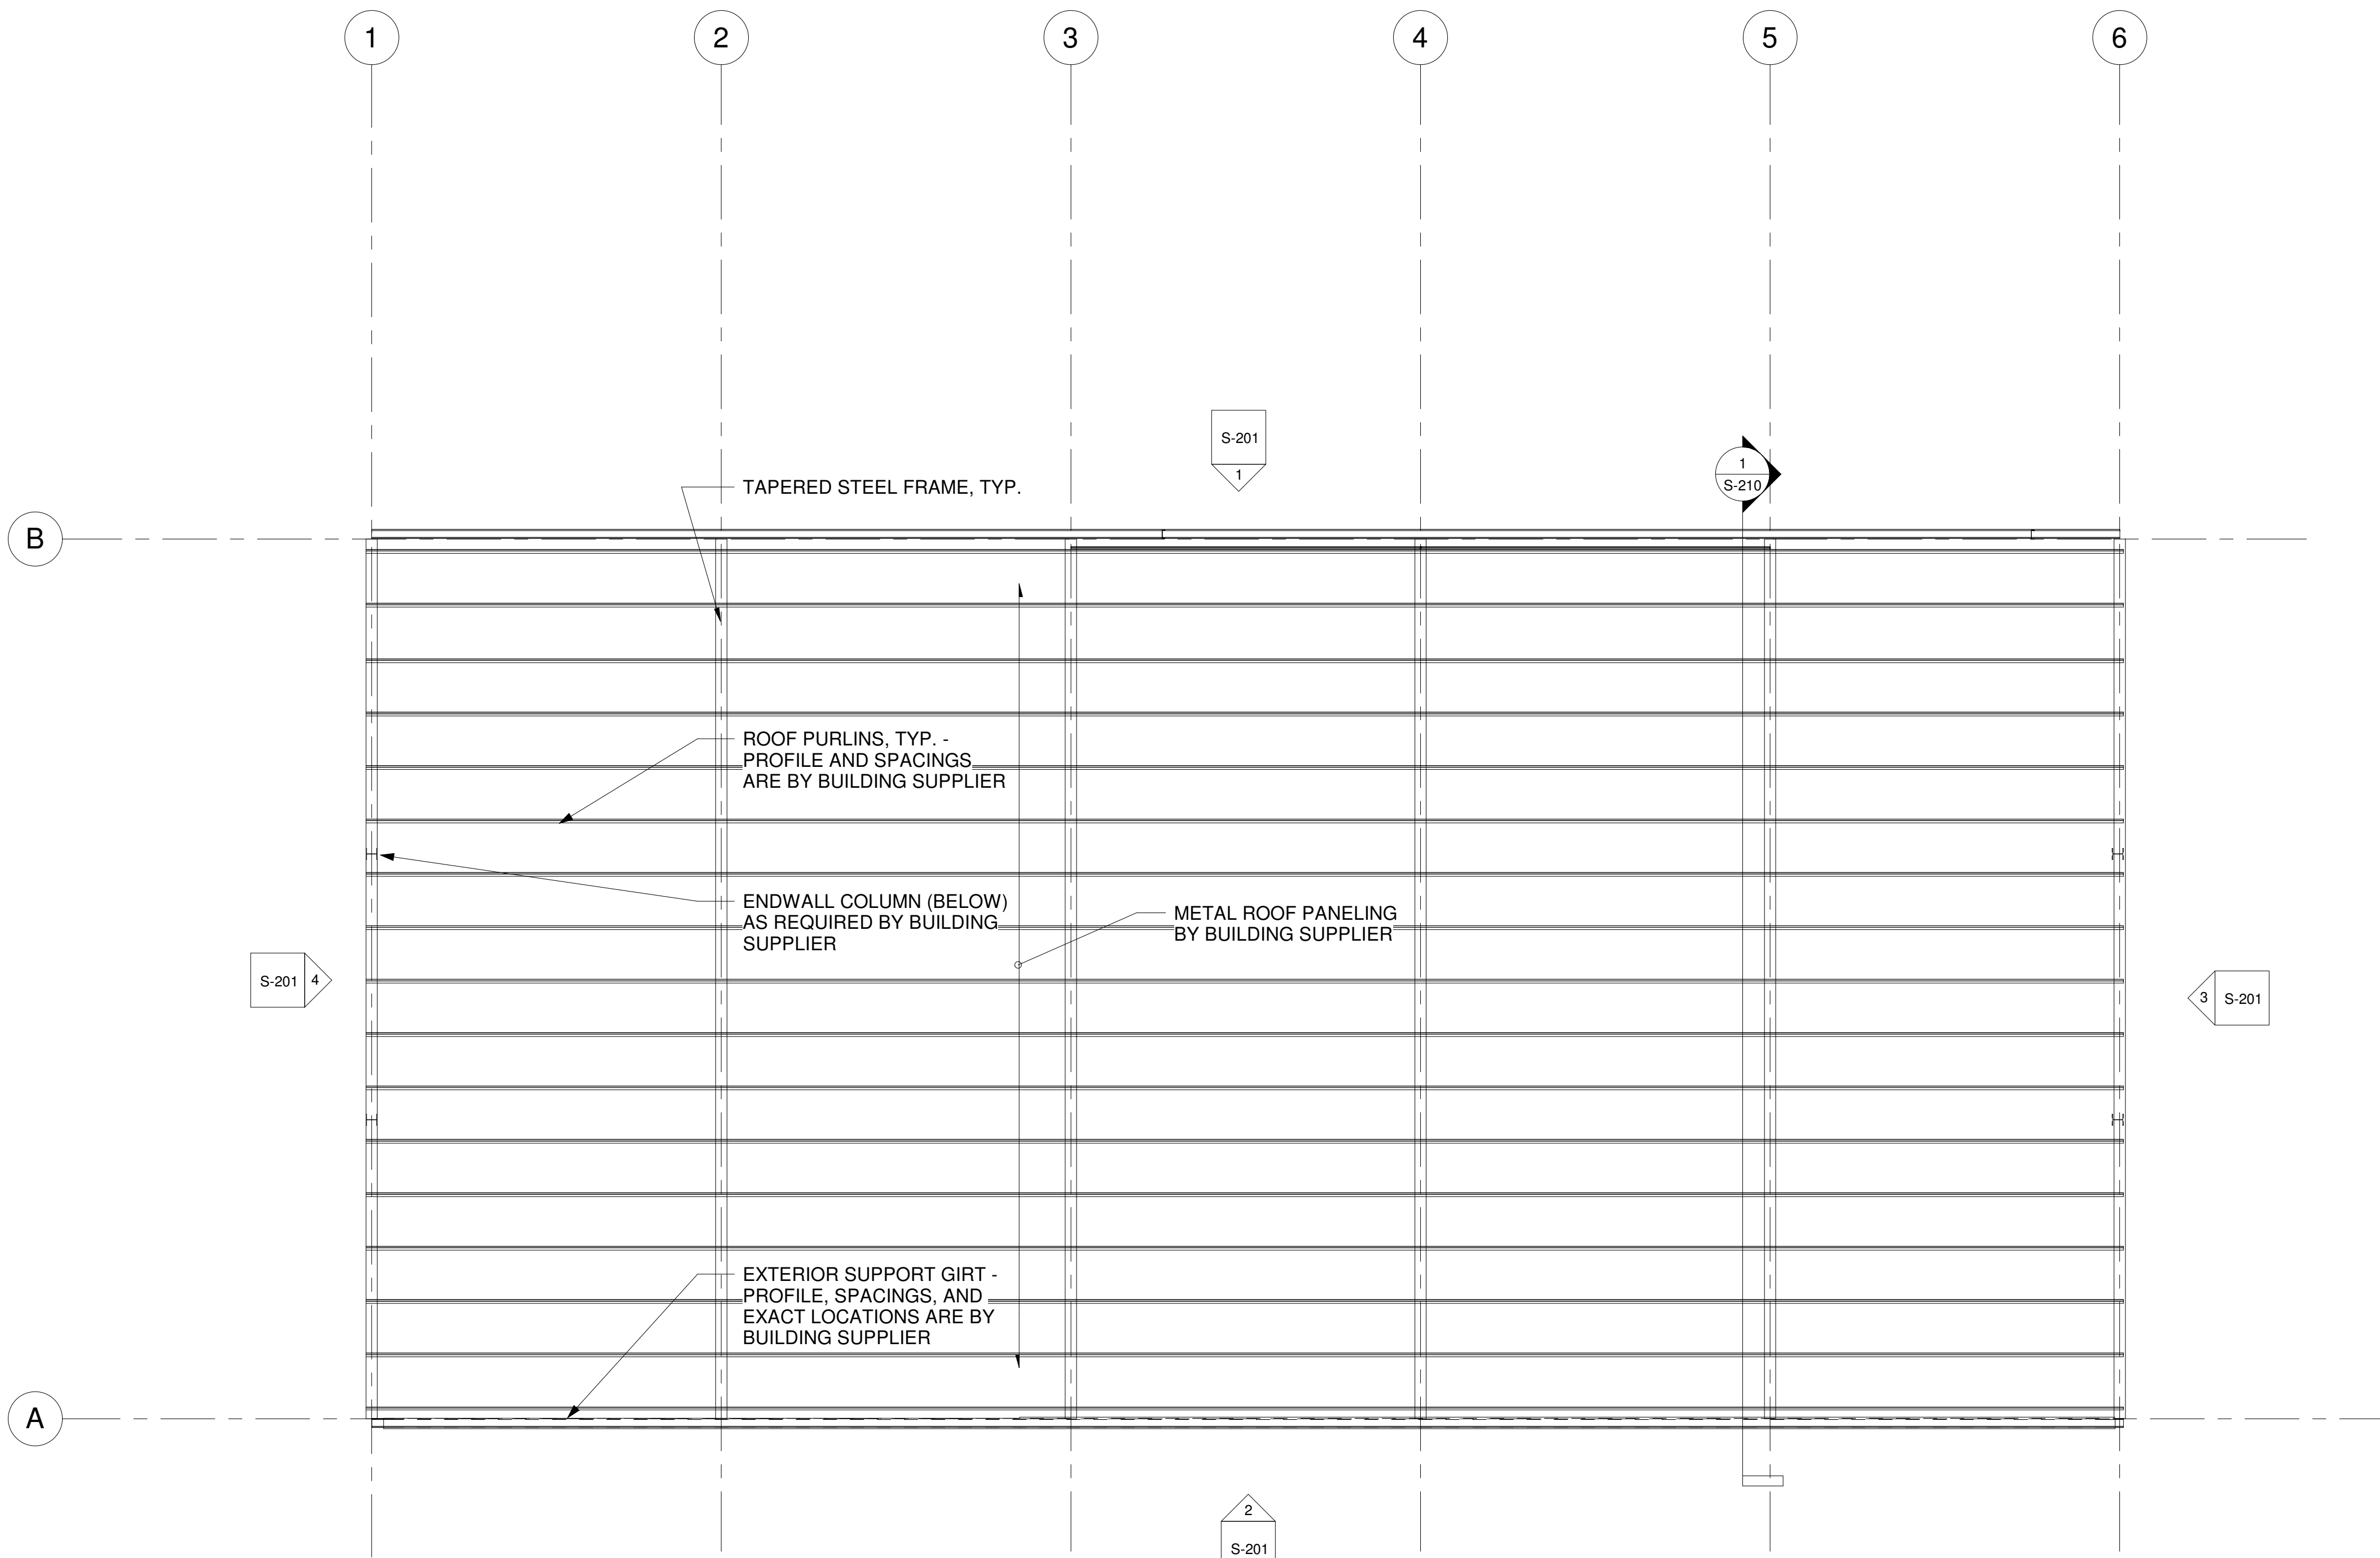 1
2
3
4
5
6
S-201
1
1
S-210
TAPERED STEEL FRAME, TYP.
B
ROOF PURLINS, TYP. -
PROFILE AND SPACINGS
ARE BY BUILDING SUPPLIER
ENDWALL COLUMN (BELOW)
AS REQUIRED BY BUILDING
SUPPLIER
METAL ROOF PANELING
BY BUILDING SUPPLIER
S-201 4
3 S-201
EXTERIOR SUPPORT GIRT -
PROFILE, SPACINGS, AND
EXACT LOCATIONS ARE BY
BUILDING SUPPLIER
A
2
S-201